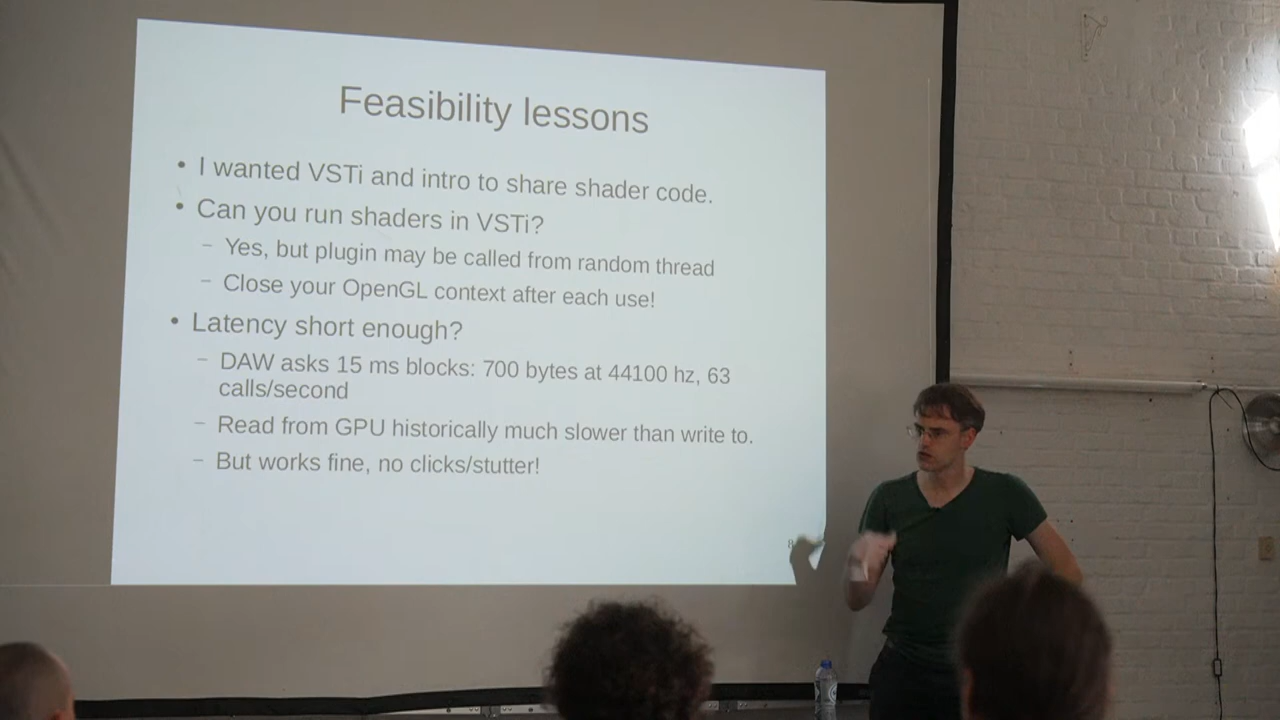 Feasibility lessons
• I wanted VSTi and intro to share shader code.
• Can you run shaders in VSTi?
– Yes, but plugin may be called from random thread
– Close your OpenGL context after each use!
• Latency short enough?
– DAW asks 15 ms blocks: 700 bytes at 44100 hz, 63
calls/second
– Read from GPU historically much slower than write to.
– But works fine, no clicks/stutter!
8